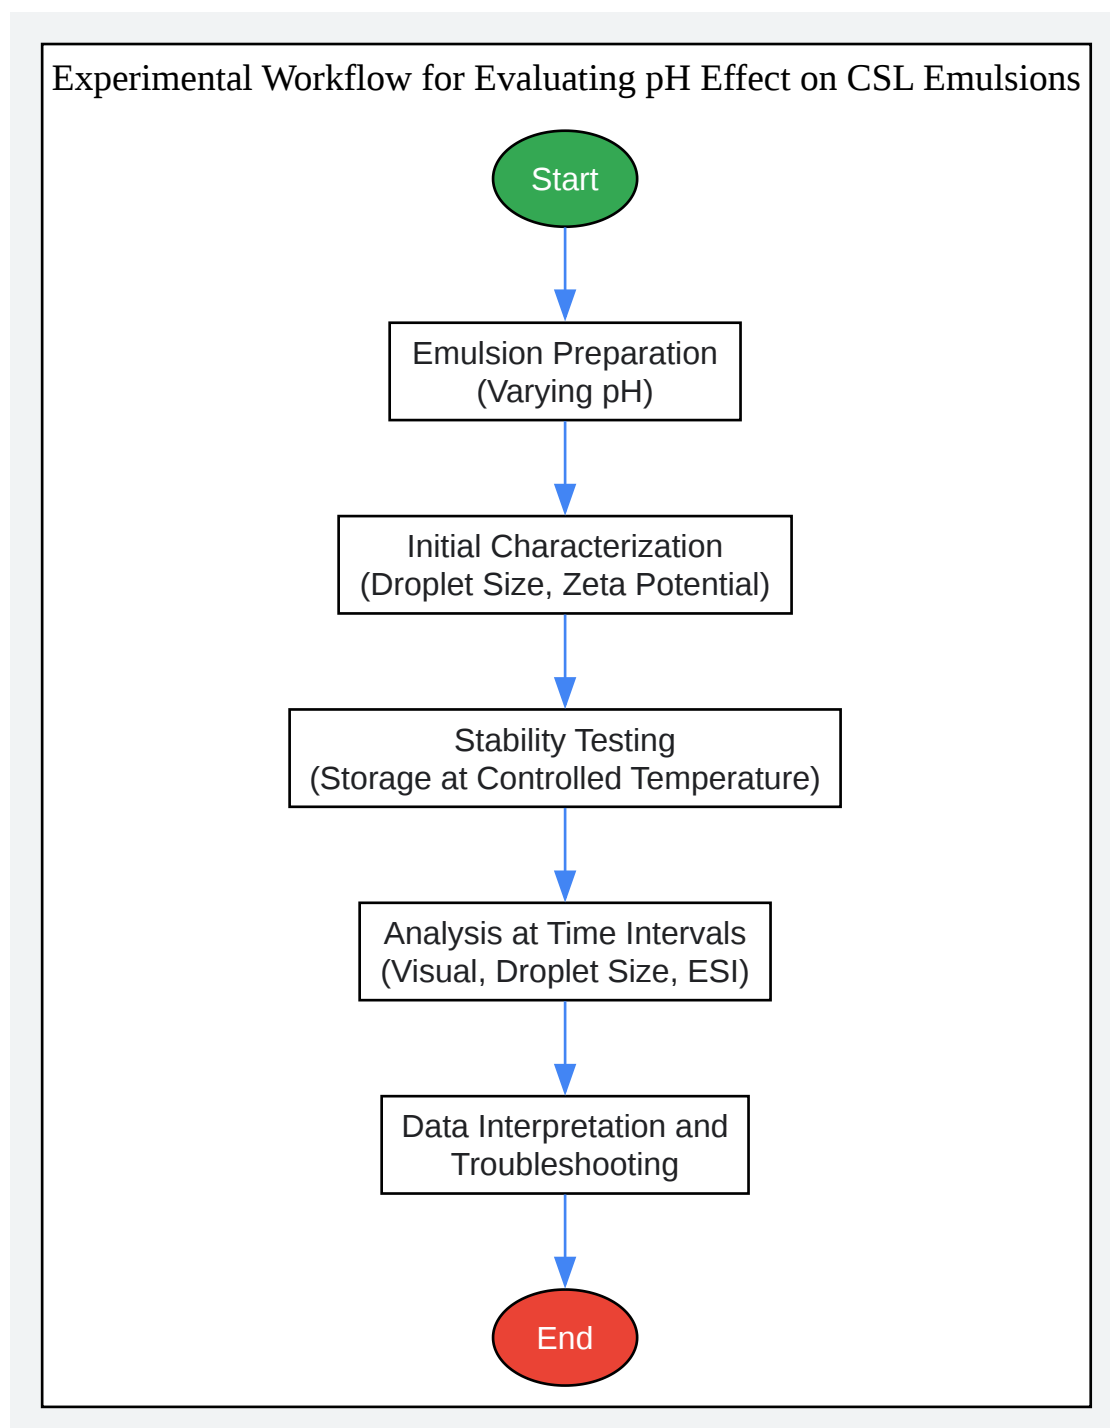 Experimental Workflow for Evaluating pH Effect on CSL Emulsions
Start
Emulsion Preparation
(Varying pH)
Initial Characterization
(Droplet Size, Zeta Potential)
Stability Testing
(Storage at Controlled Temperature)
Analysis at Time Intervals
(Visual, Droplet Size, ESI)
Data Interpretation and
Troubleshooting
End